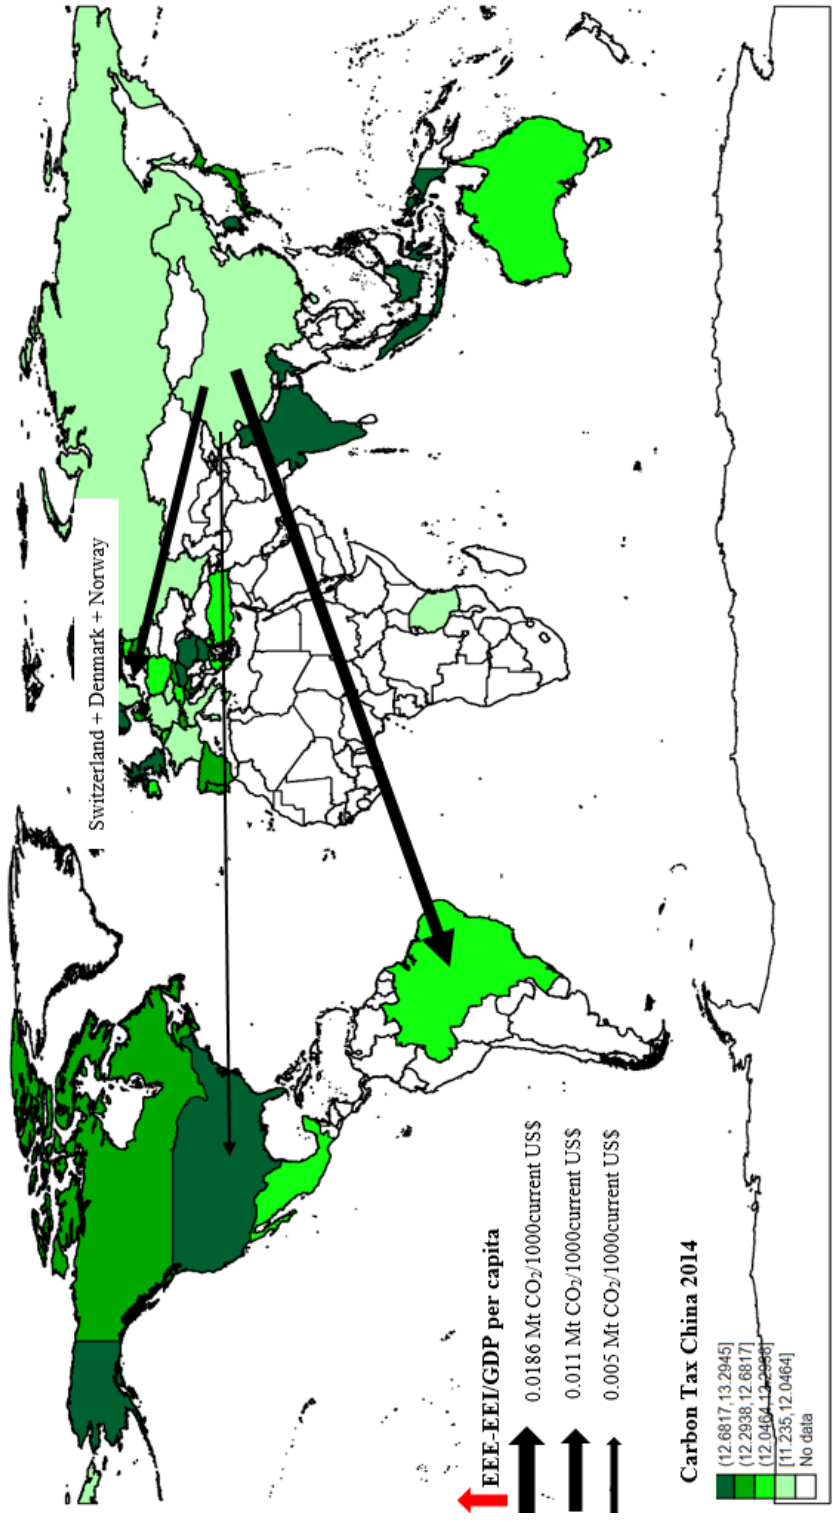 Switzerland + Denmark + Norway
EEE-EEI/GDP per capita
0.0186 Mt CO₂/1000current US$
0.011 Mt CO₂/1000current US$
0.005 Mt CO₂/1000current US$
Carbon Tax China 2014
(12.6817,13.2945]
(12.2938,12.6817]
(12.0464,12.2938]
[11.235,12.0464]
No data